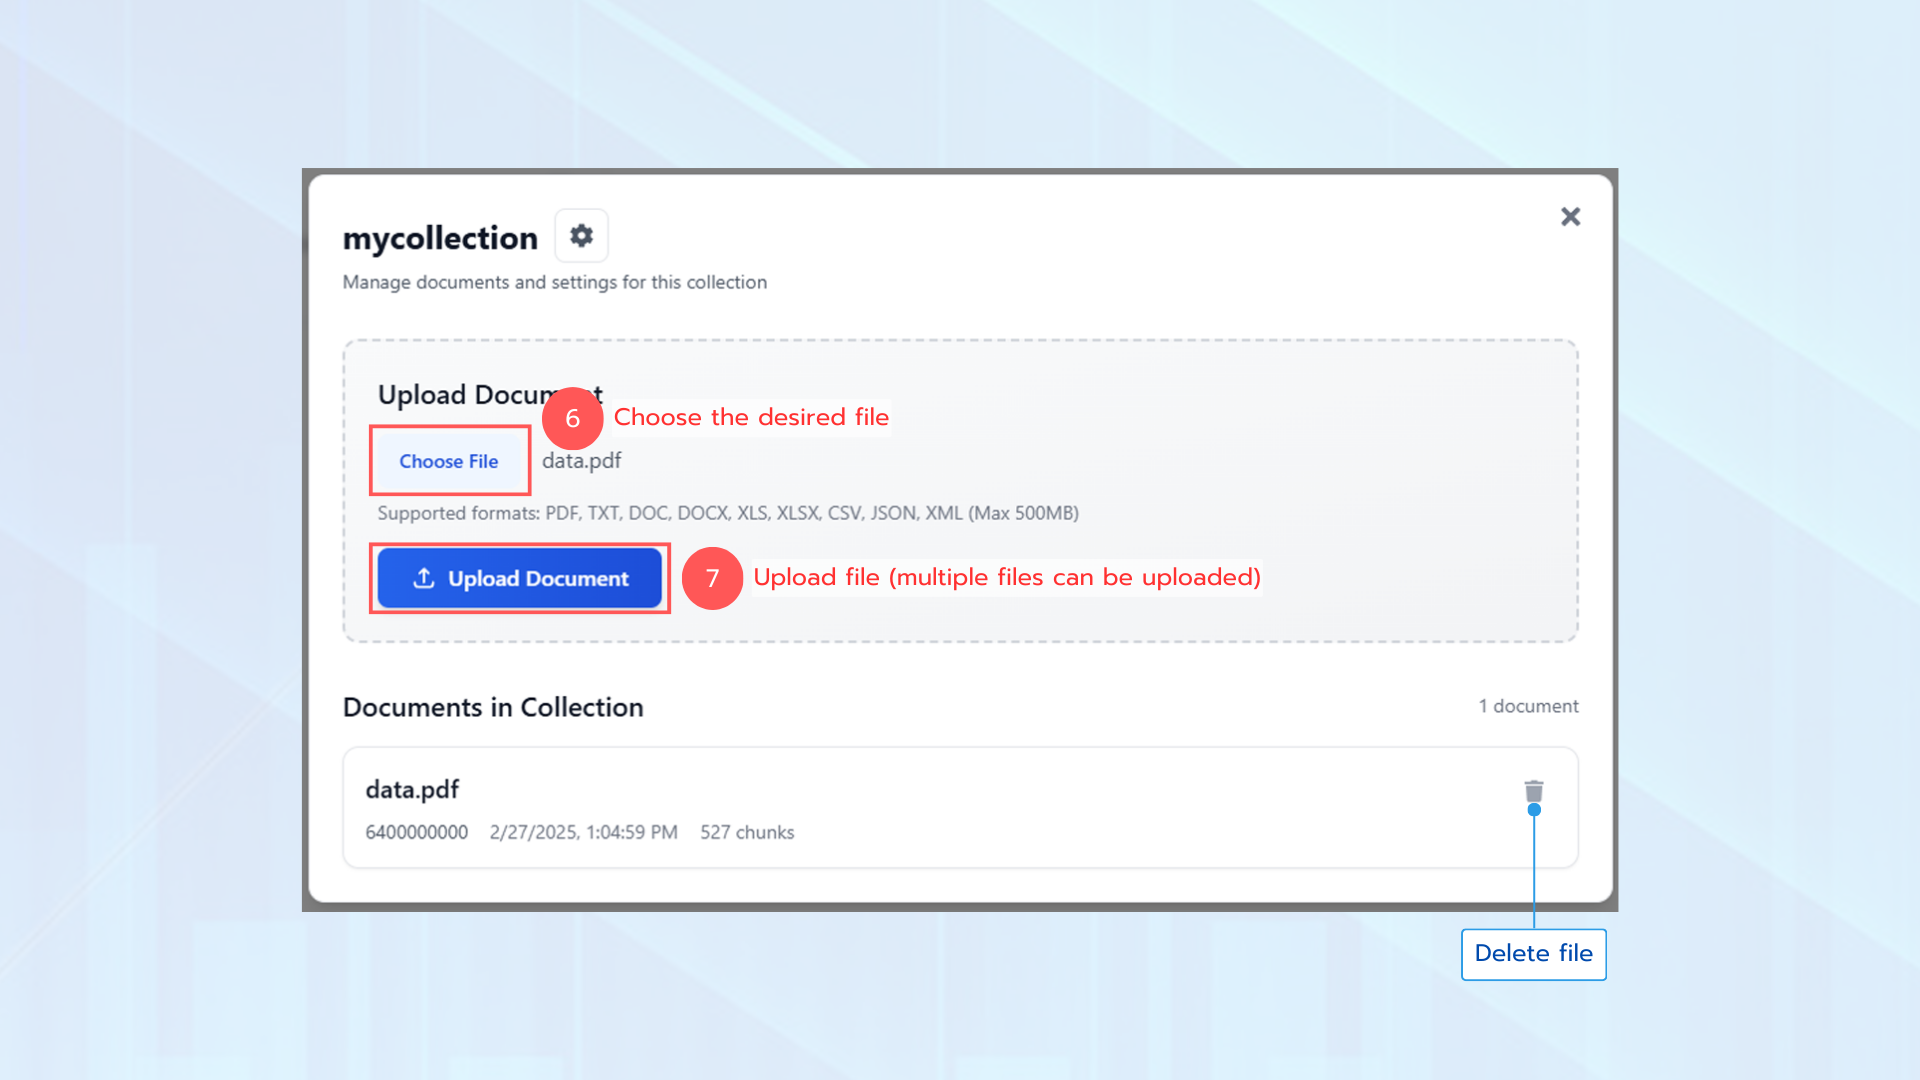 mycollection
Manage documents and settings for this collection
Upload Document
6 Choose the desired file
Choose File data.pdf
Supported formats: PDF, TXT, DOC, DOCX, XLS, XLSX, CSV, JSON, XML (Max 500MB)
Upload Document 7 Upload file (multiple files can be uploaded)
Documents in Collection 1 document
data.pdf
6400000000 2/27/2025, 1:04:59 PM 527 chunks
Delete file